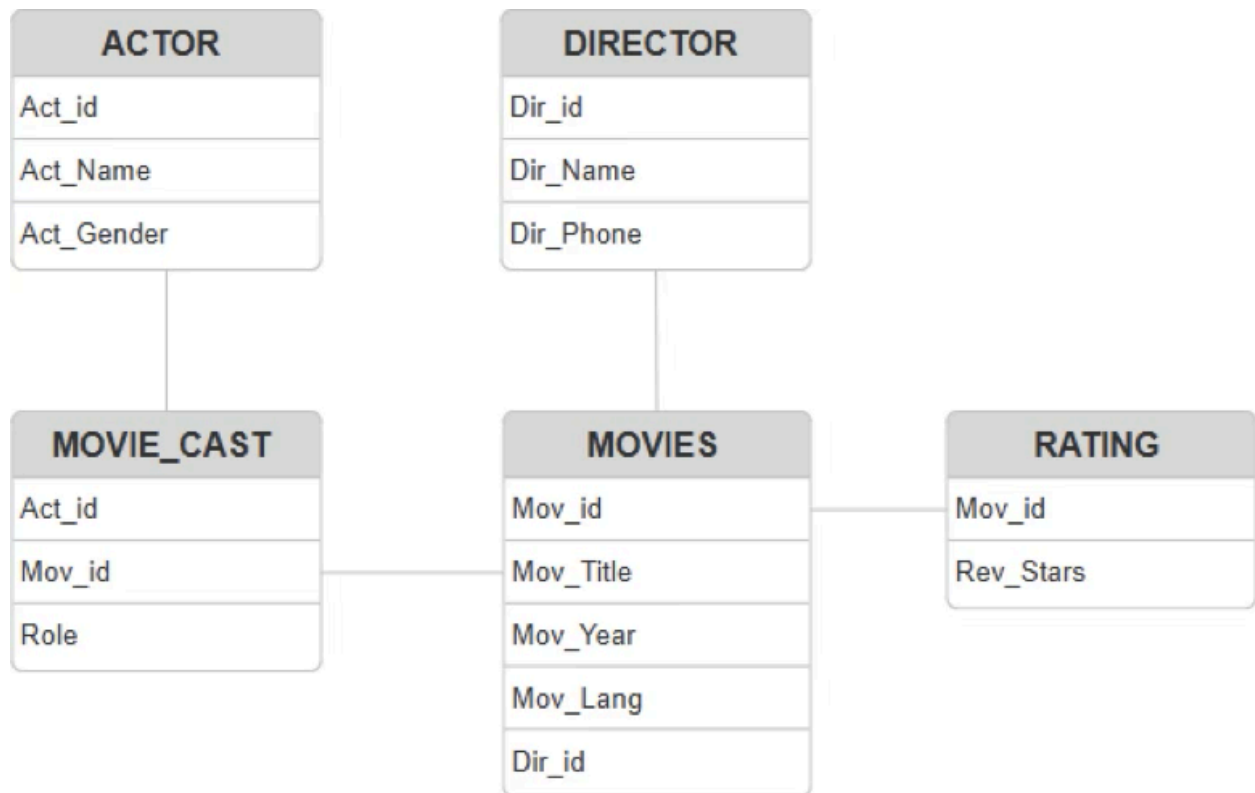 ACTOR
Act_id
Act_Name
Act_Gender
DIRECTOR
Dir_id
Dir_Name
Dir_Phone
MOVIE_CAST
Act_id
Mov_id
Role
MOVIES
Mov_id
Mov_Title
Mov_Year
Mov_Lang
Dir_id
RATING
Mov_id
Rev_Stars